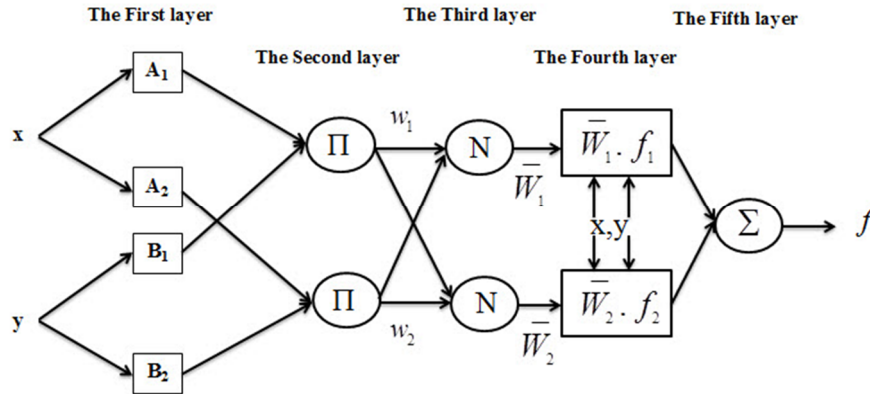 The First layer
The Second layer
The Third layer
The Fourth layer
The Fifth layer
x
y
A₁
A₂
B₁
B₂
Π
Π
w₁
w₂
N
N
W̅₁
W̅₂
W̅₁ . f₁
x,y
W̅₂ . f₂
Σ
f